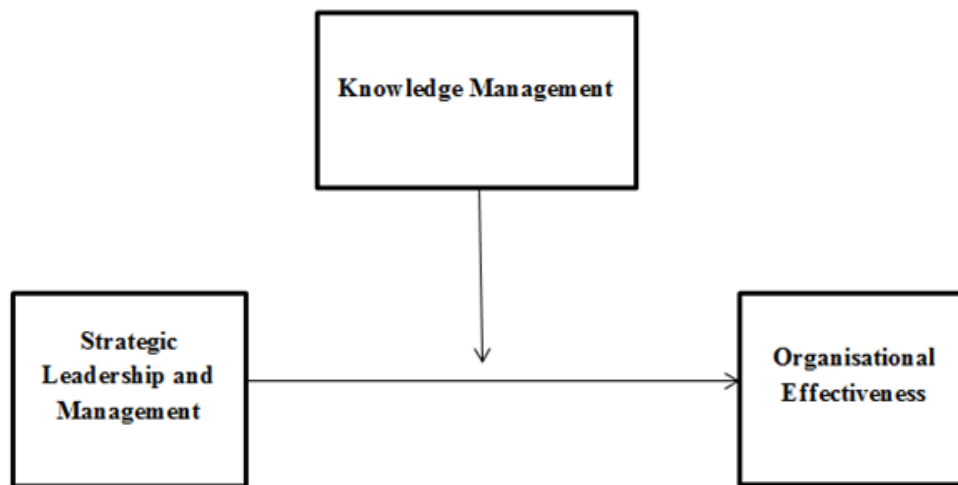 Knowledge Management
Strategic
Leadership and
Management
Organisational
Effectiveness